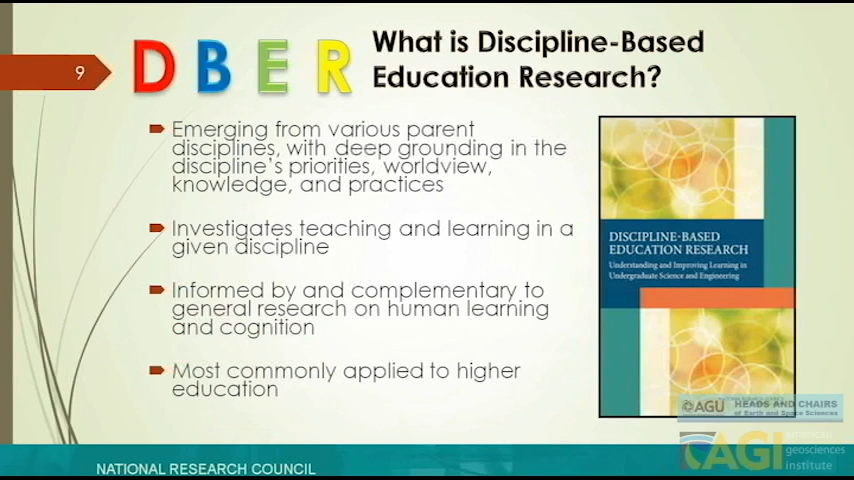 9
DBER
What is Discipline-Based
Education Research?
Emerging from various parent
disciplines, with deep grounding in the
discipline's priorities, worldview,
knowledge, and practices
Investigates teaching and learning in a
given discipline
Informed by and complementary to
general research on human learning
and cognition
Most commonly applied to higher
education
DISCIPLINE-BASED
EDUCATION RESEARCH
Understanding and Improving Learning in
Undergraduate Science and Engineering
AGU HEADS AND CHAIRS
of Earth and Space Sciences
AGI american
geosciences
institute
NATIONAL RESEARCH COUNCIL